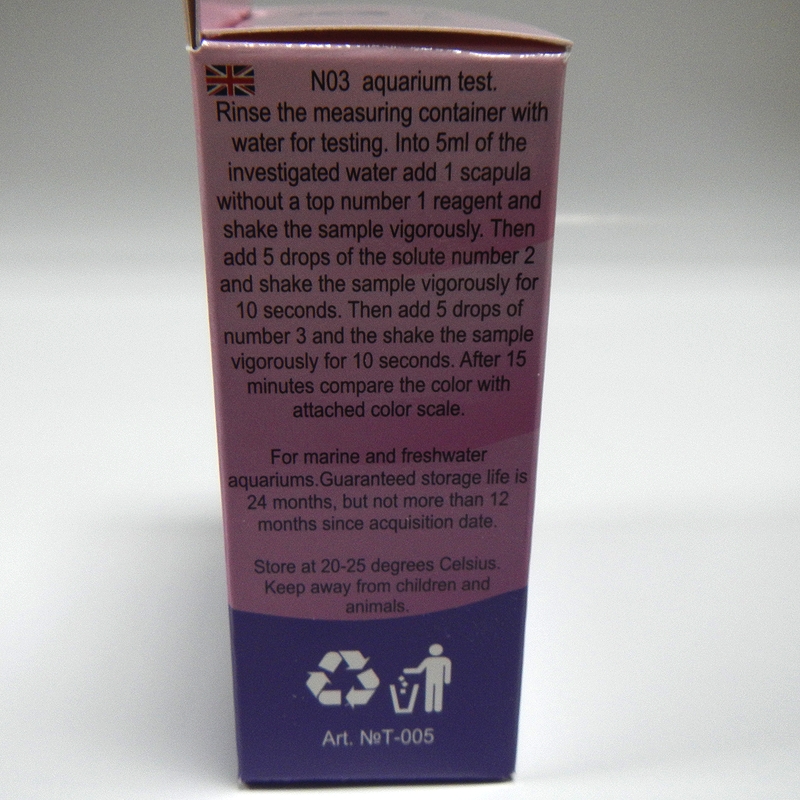 N03 aquarium test.
Rinse the measuring container with
water for testing. Into 5ml of the
investigated water add 1 scapula
without a top number 1 reagent and
shake the sample vigorously. Then
add 5 drops of the solute number 2
and shake the sample vigorously for
10 seconds. Then add 5 drops of
number 3 and the shake the sample
vigorously for 10 seconds. After 15
minutes compare the color with
attached color scale.
For marine and freshwater
aquariums.Guaranteed storage life is
24 months, but not more than 12
months since acquisition date.
Store at 20-25 degrees Celsius.
Keep away from children and
animals.
Art. №T-005